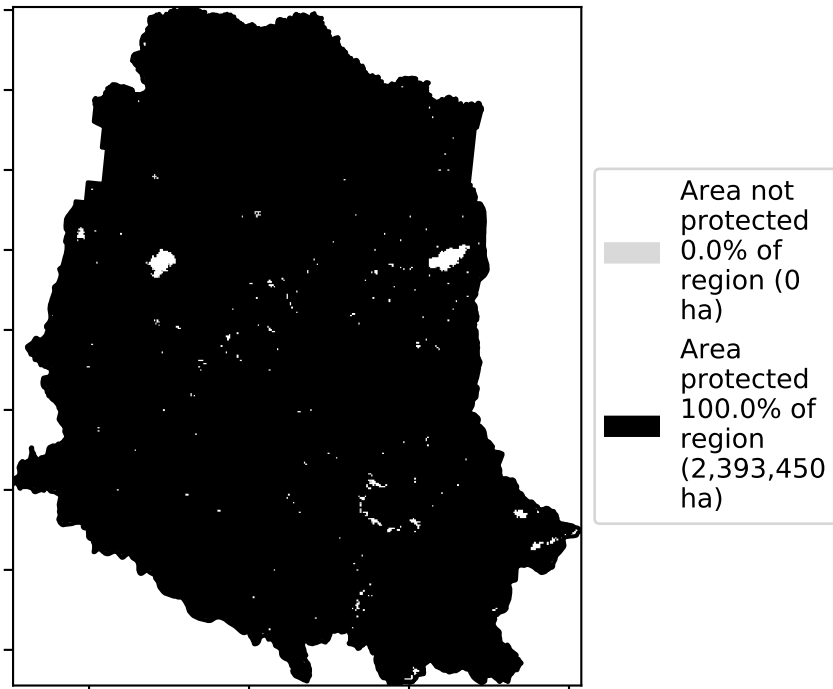 Area not
protected
0.0% of
region (0
ha)
Area
protected
100.0% of
region
(2,393,450
ha)